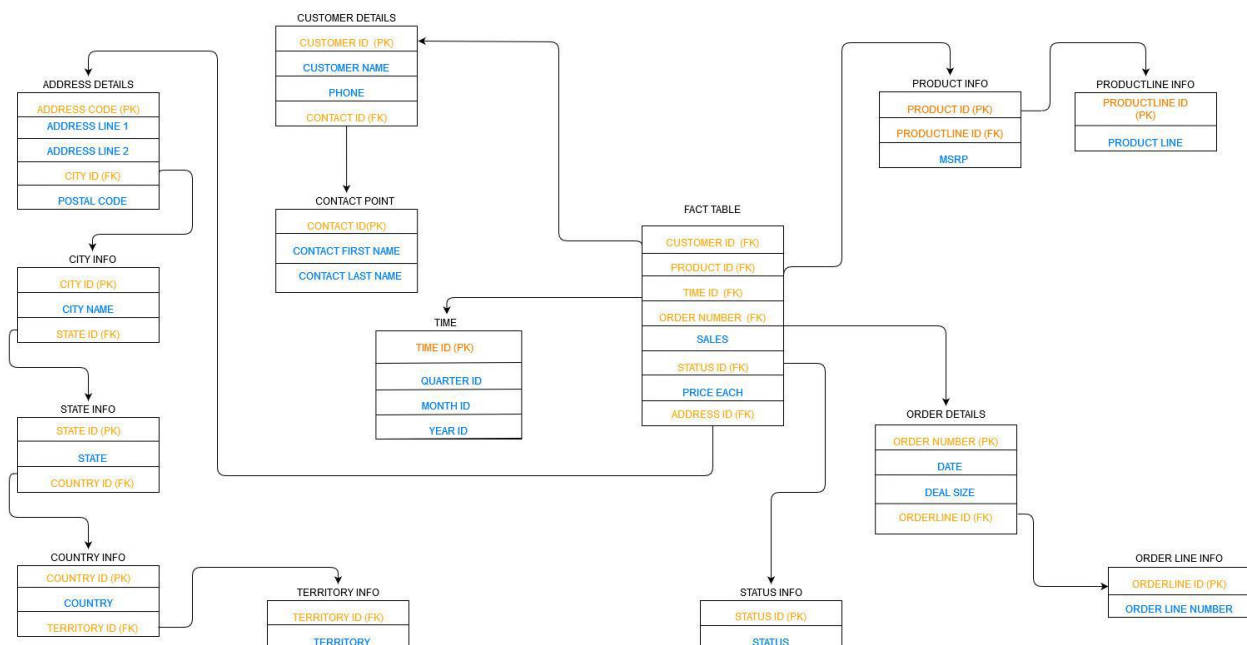 CUSTOMER DETAILS
CUSTOMER ID (PK)
CUSTOMER NAME
PHONE
CONTACT ID (FK)
ADDRESS DETAILS
ADDRESS CODE (PK)
ADDRESS LINE 1
ADDRESS LINE 2
CITY ID (FK)
POSTAL CODE
PRODUCT INFO
PRODUCT ID (PK)
PRODUCTLINE ID (FK)
MSRP
PRODUCTLINE INFO
PRODUCTLINE ID
(PK)
PRODUCT LINE
CONTACT POINT
CONTACT ID(PK)
CONTACT FIRST NAME
CONTACT LAST NAME
FACT TABLE
CUSTOMER ID (FK)
PRODUCT ID (FK)
TIME ID (FK)
ORDER NUMBER (FK)
SALES
STATUS ID (FK)
PRICE EACH
ADDRESS ID (FK)
CITY INFO
CITY ID (PK)
CITY NAME
STATE ID (FK)
TIME
TIME ID (PK)
QUARTER ID
MONTH ID
YEAR ID
STATE INFO
STATE ID (PK)
STATE
COUNTRY ID (FK)
ORDER DETAILS
ORDER NUMBER (PK)
DATE
DEAL SIZE
ORDERLINE ID (FK)
COUNTRY INFO
COUNTRY ID (PK)
COUNTRY
TERRITORY ID (FK)
TERRITORY INFO
TERRITORY ID (FK)
TERRITORY
STATUS INFO
STATUS ID (PK)
STATUS
ORDER LINE INFO
ORDERLINE ID (PK)
ORDER LINE NUMBER